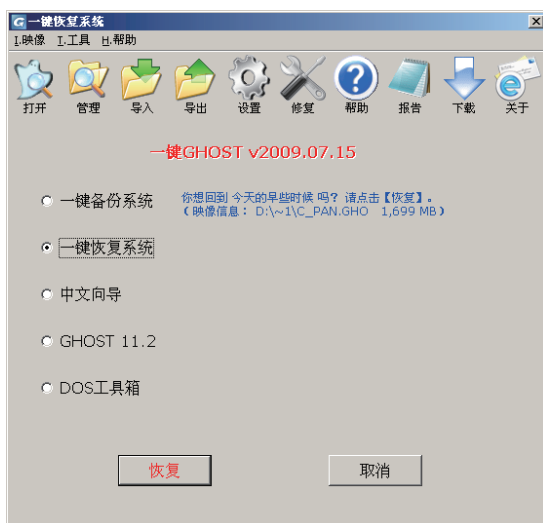 一键恢复系统
I.映像 I.工具 H.帮助
打开 管理 导入 导出 设置 修复 帮助 报告 下载 关于
一键GHOST v2009.07.15
一键备份系统
你想回到 今天的早些时候 吗? 请点击【恢复】。
( 映像信息: D:\~1\C_PAN.GHO 1,699 MB )
一键恢复系统
中文向导
GHOST 11.2
DOS工具箱
恢复 取消